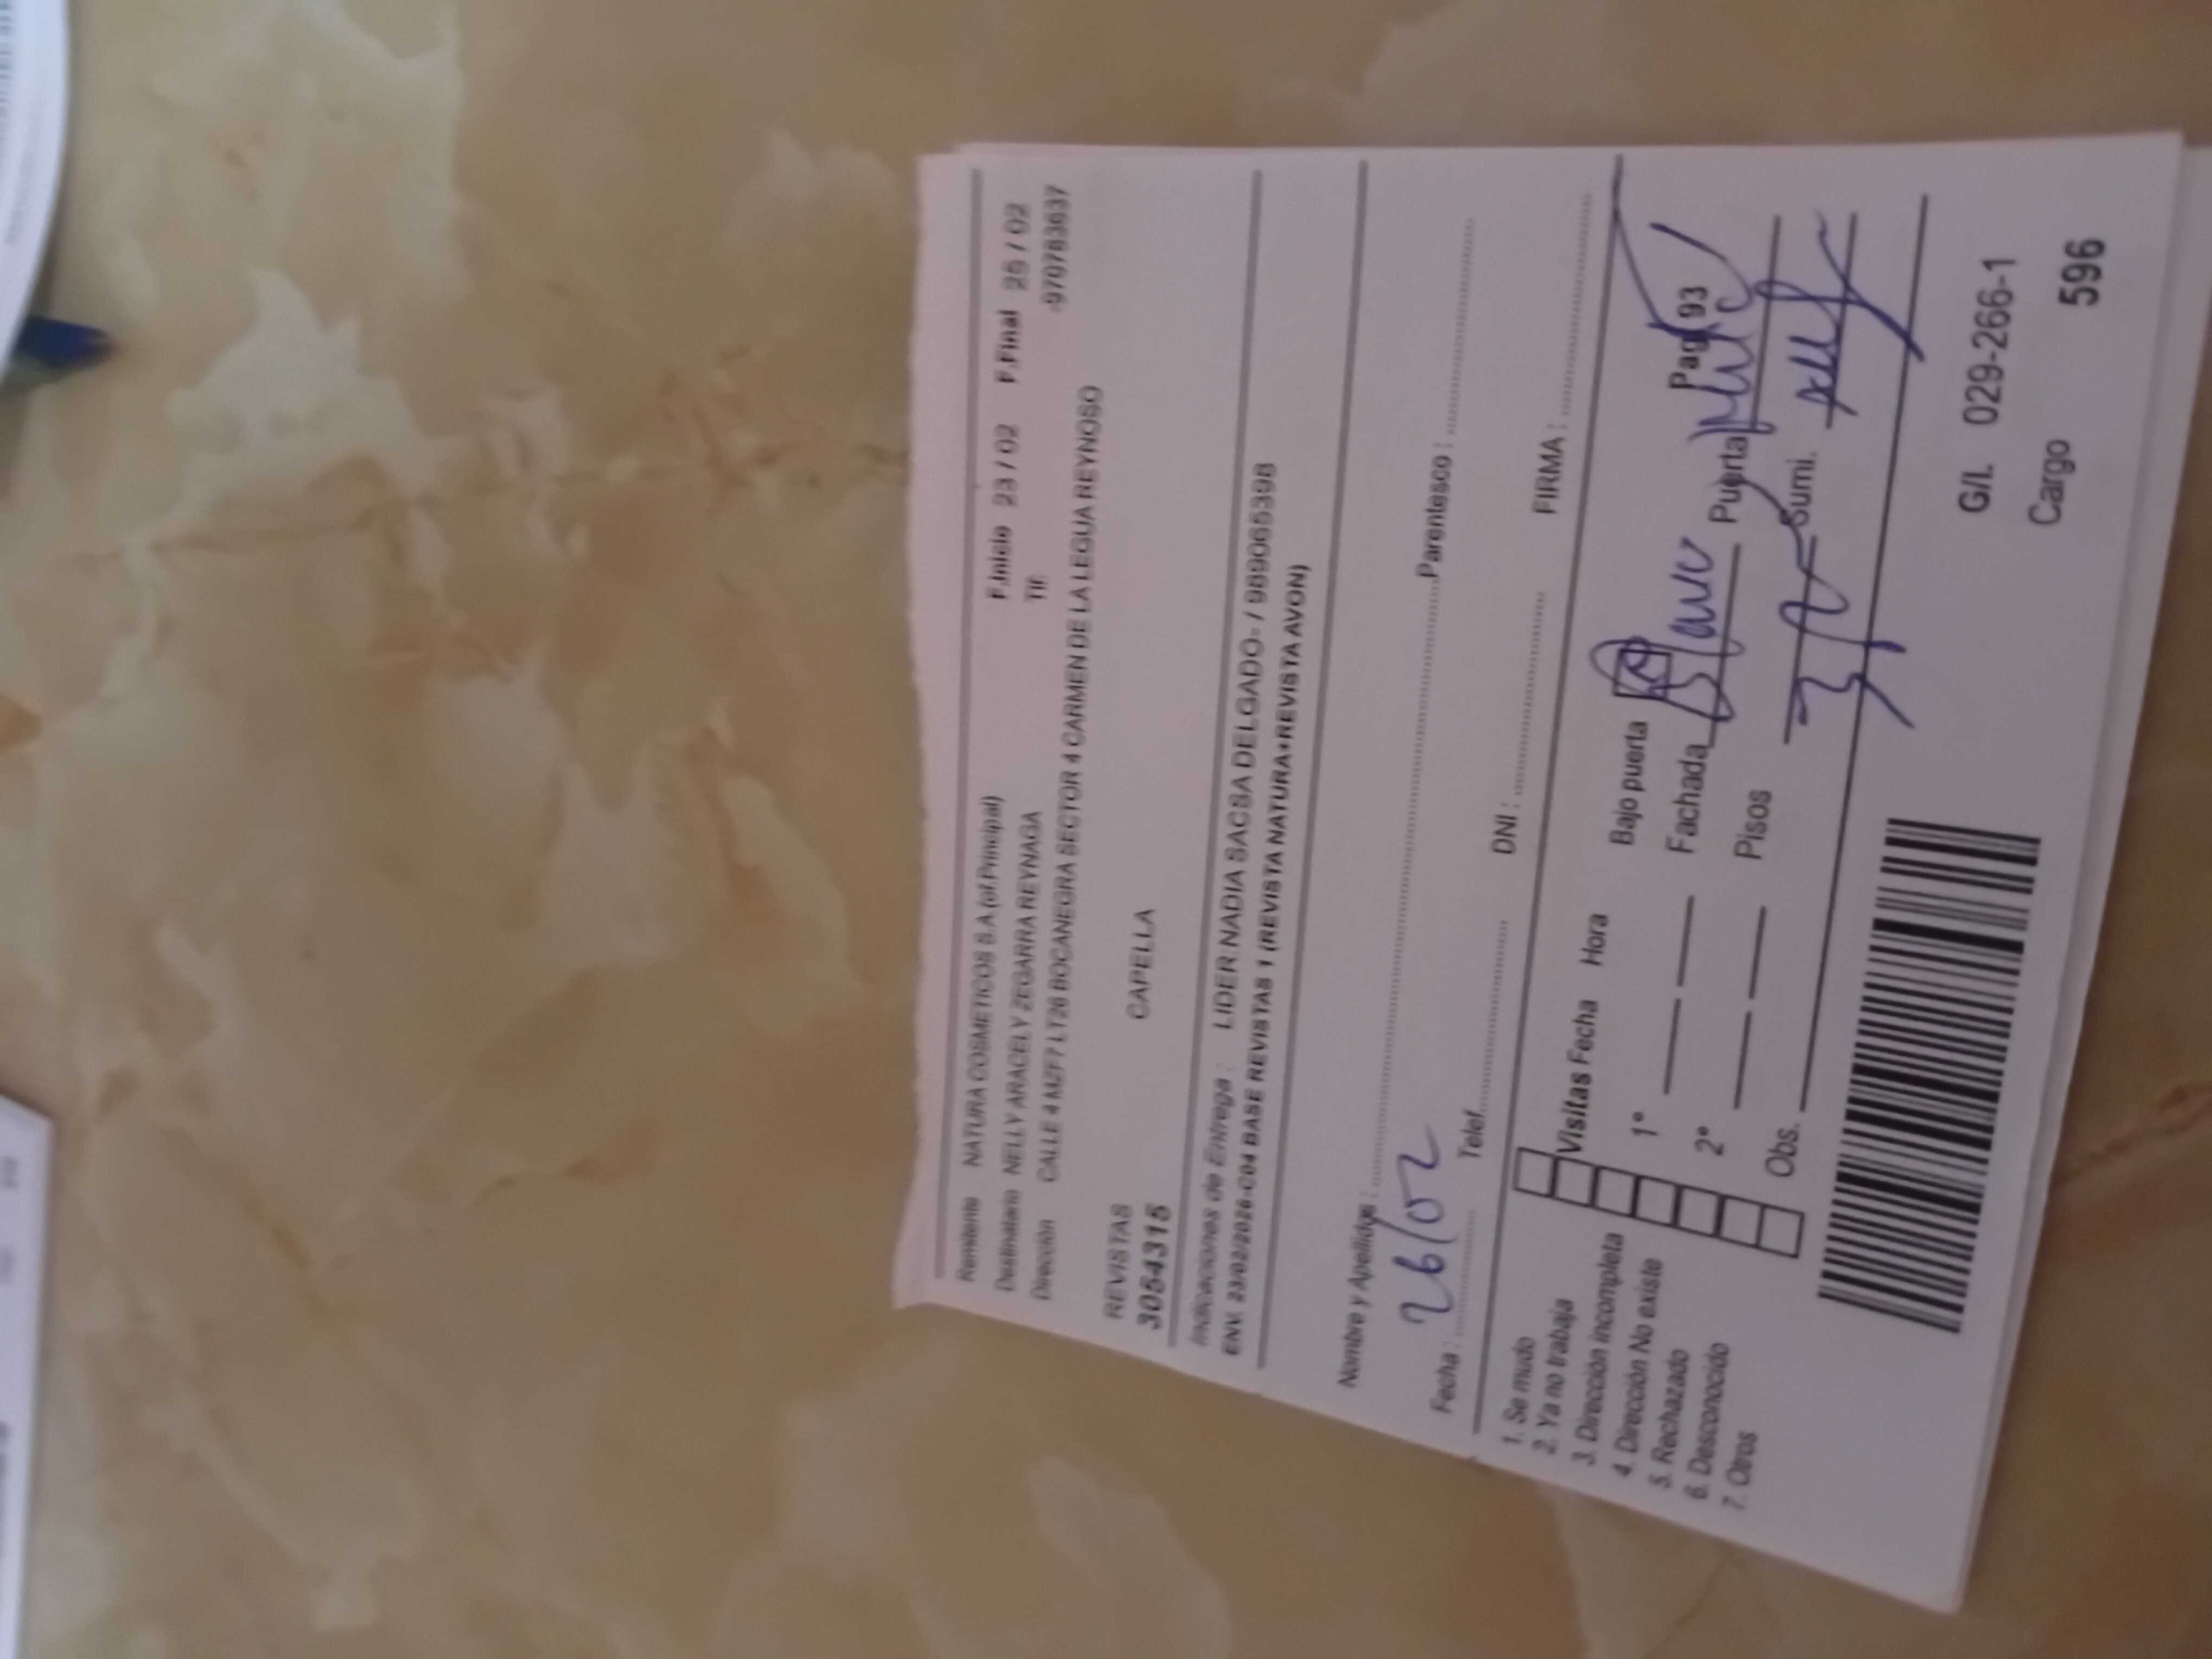 Remitente NATURA COSMETICOS S.A (of.Principal) F.Inicio 23 / 02 F.Final 25 / 02
Destinatario NELLY ARACELY ZEGARRA REYNAGA Tlf. -970783637
Dirección CALLE 4 MZF7 LT26 BOCANEGRA SECTOR 4 CARMEN DE LA LEGUA REYNOSO
REVISTAS CAPELLA
30543315
Indicaciones de Entrega : LIDER NADIA SACSA DELGADO- / 989065398
ENV. 23/02/2026-C04 BASE REVISTAS 1 (REVISTA NATURA+REVISTA AVON)
Nombre y Apellidos : Parentesco :
Fecha : 26/02 Telef. DNI : FIRMA :
1. Se mudo
2. Ya no trabaja
3. Dirección incompleta
4. Dirección No existe
5. Rechazado
6. Desconocido
7. Otros
Visitas Fecha Hora Bajo puerta Pag 93
1° Fachada Puerta
2° Pisos Sumi.
Obs.
G/L 029-266-1
Cargo 596